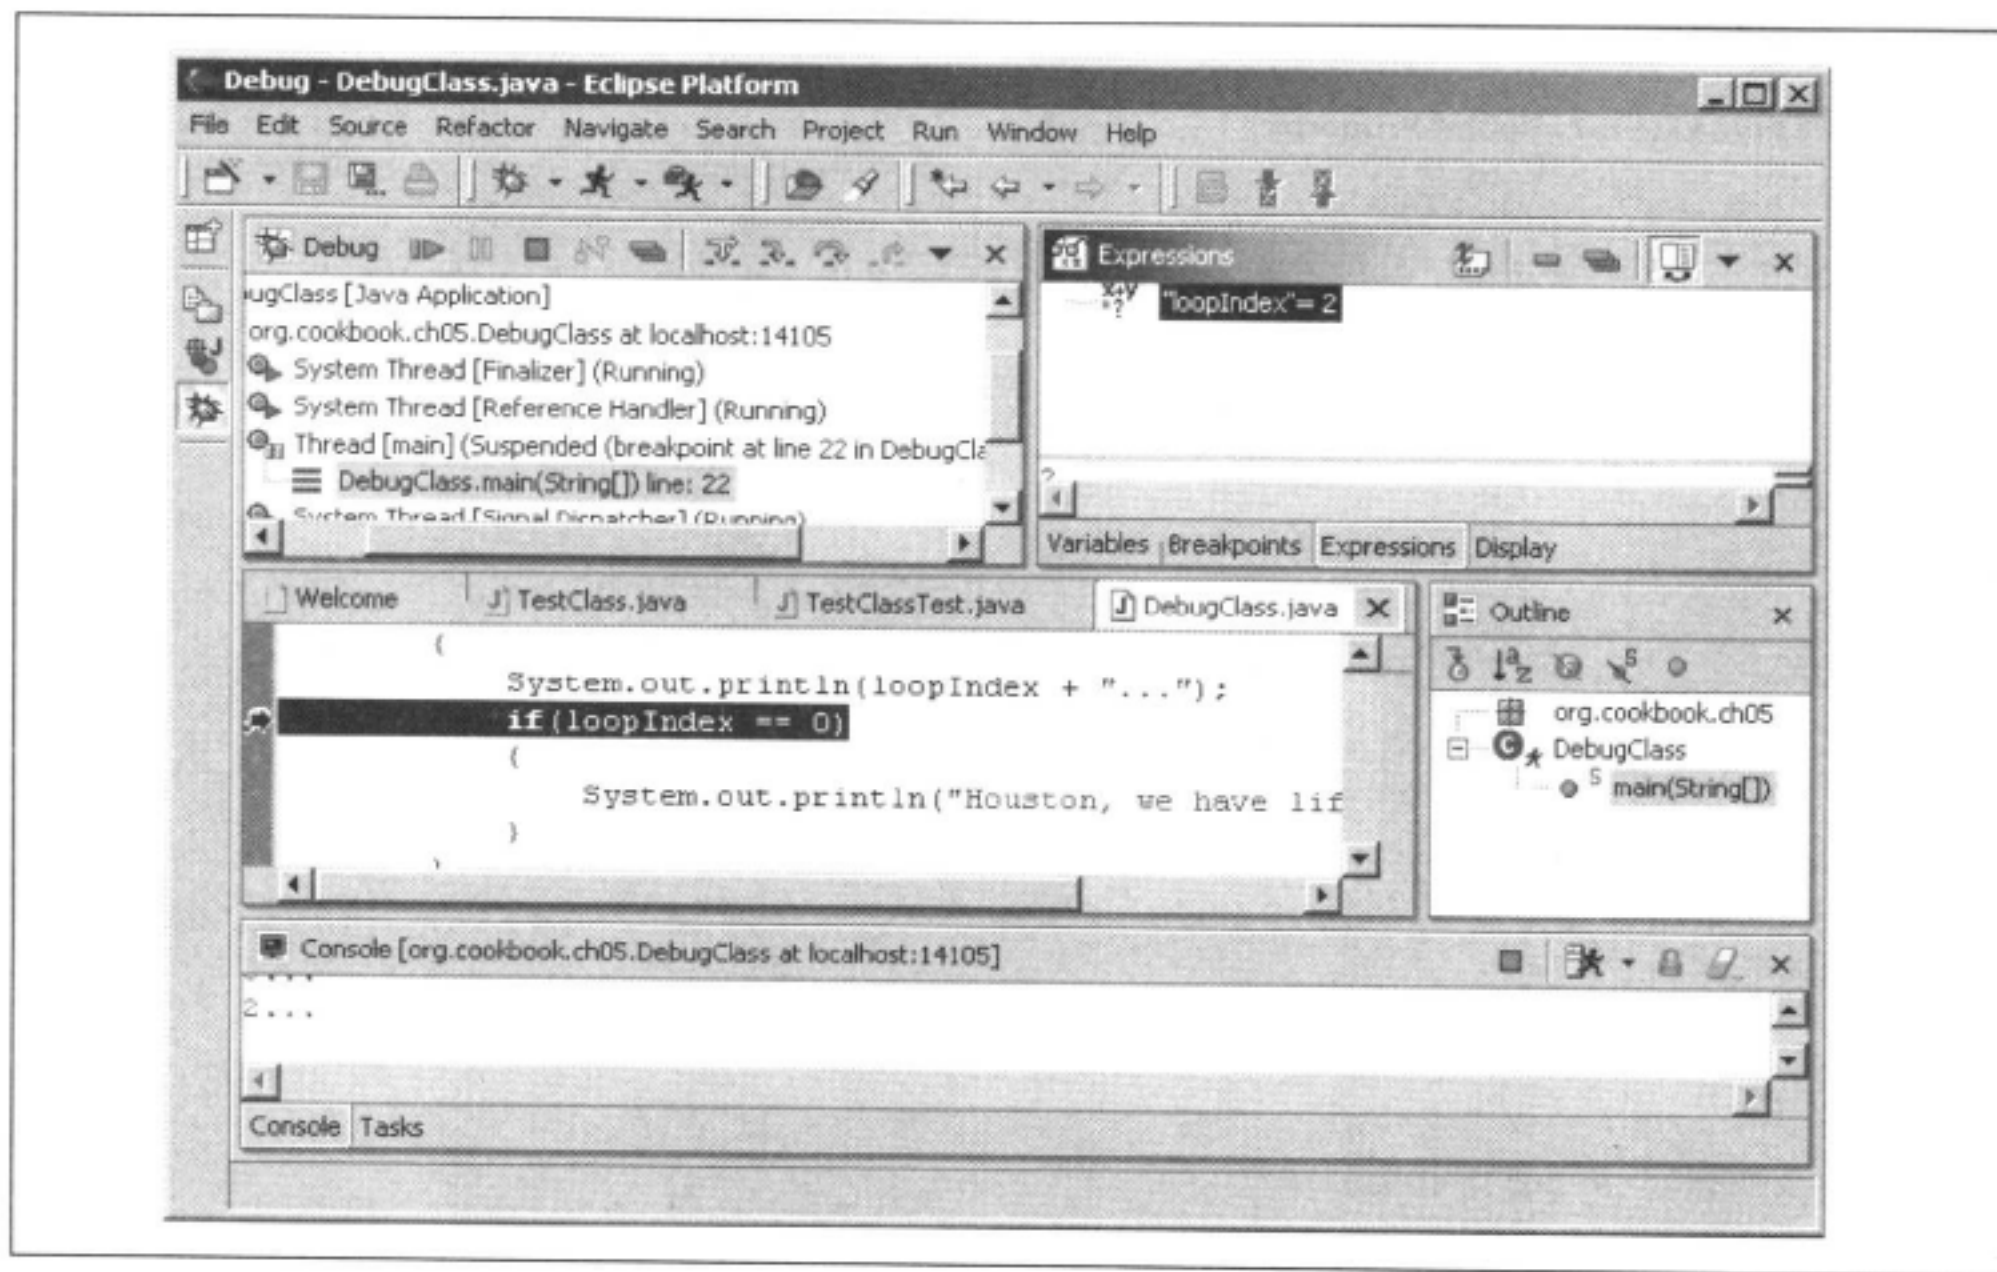 Debug - DebugClass.java - Eclipse Platform
File Edit Source Refactor Navigate Search Project Run Window Help
Debug
ugClass [Java Application]
org.cookbook.ch05.DebugClass at localhost:14105
System Thread [Finalizer] (Running)
System Thread [Reference Handler] (Running)
Thread [main] (Suspended (breakpoint at line 22 in DebugCla
DebugClass.main(String[]) line: 22
System Thread [Signal Dispatcher] (Running)
Expressions
x+y
=?
"loopIndex"= 2
Variables Breakpoints Expressions Display
Welcome TestClass.java TestClassTest.java DebugClass.java
{
System.out.println(loopIndex + "...");
if(loopIndex == 0)
{
System.out.println("Houston, we have lif
}
Outline
org.cookbook.ch05
DebugClass
main(String[])
Console [org.cookbook.ch05.DebugClass at localhost:14105]
2...
Console Tasks